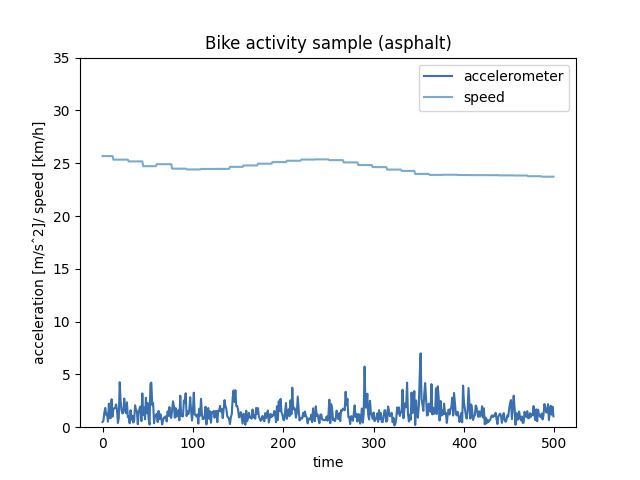 Bike activity sample (asphalt)
accelerometer
speed
acceleration [m/sˆ2]/ speed [km/h]
35
30
25
20
15
10
5
0
0 100 200 300 400 500
time